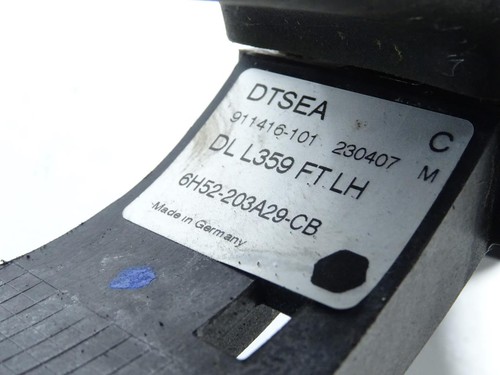 DTSEA C
911416-101 230407 M
DL L359 FT LH
6H52-203A29-CB
Made in Germany